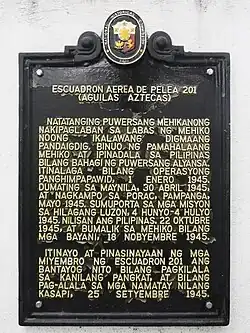 ESCUADRON AEREA DE PELEA 201
(AGUILAS AZTECAS)
NATATANGING PUWERSANG MEHIKANONG
NAKIPAGLABAN SA LABAS NG MEHIKO
NOONG IKALAWANG DIGMAANG
PANDAIGDIG. BINUO NG PAMAHALAAN
MEHIKO AT IPINADALA SA PILIPINAS
BILANG BAHAGI NG PUWERSANG ALYANSA.
ITINALAGA BILANG OPERASYONG
PANGHIMPAPAWID, 1 ENERO 1945.
DUMATING SA MAYNILA, 30 ABRIL 1945,
AT NAGKAMPO SA PORAC, PAMPANGA,
MAYO 1945. SUMUPORTA SA MGA MISYON
SA HILAGANG LUZON, 4 HUNYO-4 HULYO
1945. NILISAN ANG PILIPINAS, 22 OKTUBRE
1945, AT BUMALIK SA MEHIKO BILANG
MGA BAYANI, 18 NOBYEMBRE 1945.
ITINAYO AT PINASINAYAAN NG MGA
MIYEMBRO NG ESCUADRON 201 ANG
BANTAYOG NITO BILANG PAGKILALA
SA KANILANG PANGKAT, AT BILANG
PAG-ALALA SA MGA NAMATAY NILANG
KASAPI, 25 SETYEMBRE 1945.